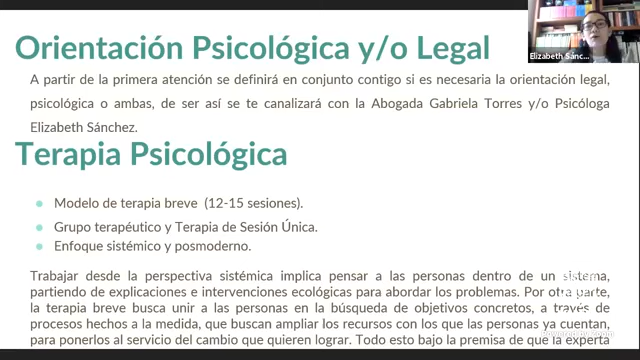 Orientación Psicológica y/o Legal
A partir de la primera atención se definirá en conjunto contigo si es necesaria la orientación legal,
psicológica o ambas, de ser así se te canalizará con la Abogada Gabriela Torres y/o Psicóloga
Elizabeth Sánchez.
Terapia Psicológica
Modelo de terapia breve (12-15 sesiones).
Grupo terapéutico y Terapia de Sesión Única.
Enfoque sistémico y posmoderno.
Trabajar desde la perspectiva sistémica implica pensar a las personas dentro de un sistema,
partiendo de explicaciones e intervenciones ecológicas para abordar los problemas. Por otra parte,
la terapia breve busca unir a las personas en la búsqueda de objetivos concretos, a través de
procesos hechos a la medida, que buscan ampliar los recursos con los que las personas ya cuentan,
para ponerlos al servicio del cambio que quieren lograr. Todo esto bajo la premisa de que la experta
Elizabeth Sánc...